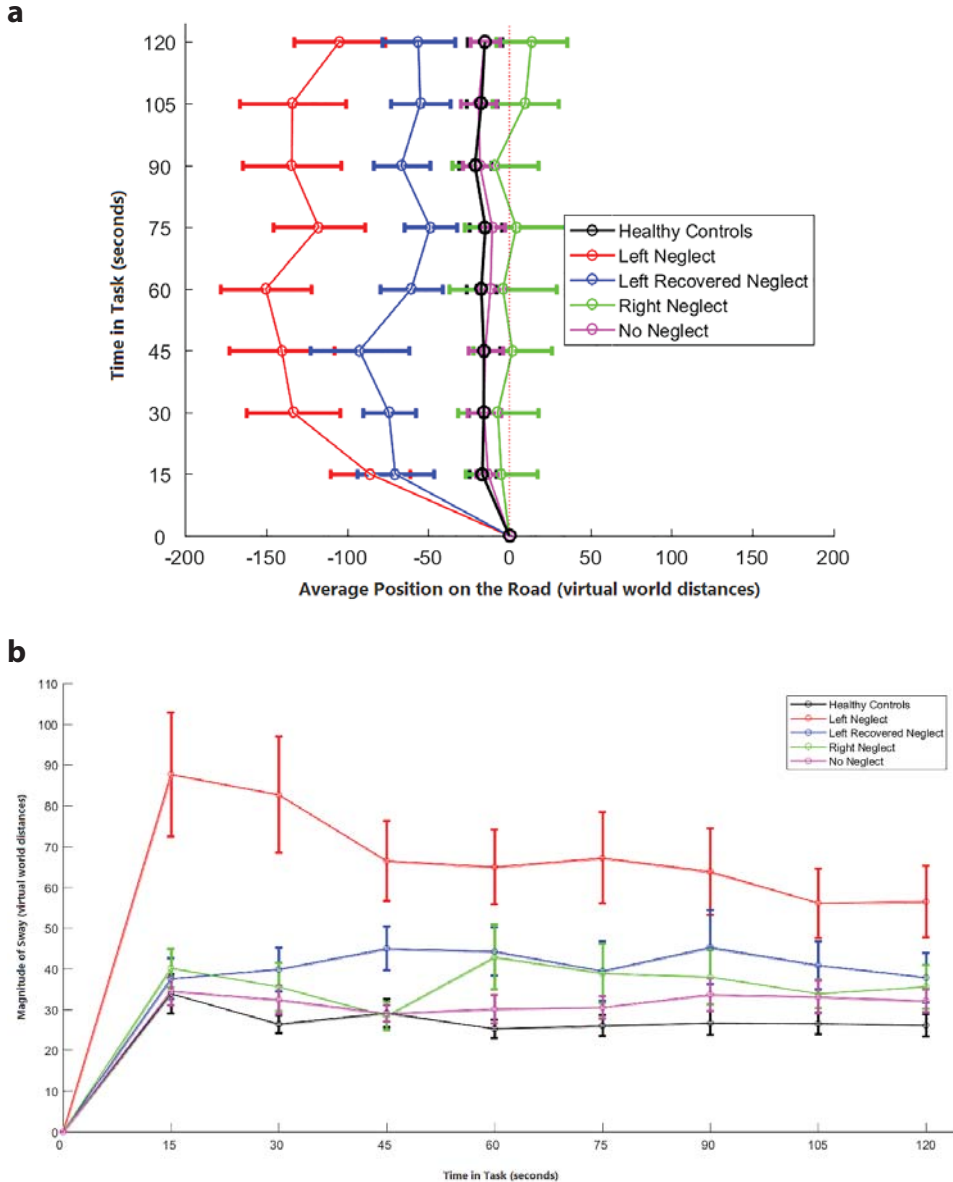 a
120
105
90
75
60
45
30
15
0
Time in Task (seconds)
-200 -150 -100 -50 0 50 100 150 200
Average Position on the Road (virtual world distances)
Healthy Controls
Left Neglect
Left Recovered Neglect
Right Neglect
No Neglect
b
110
100
90
80
70
60
50
40
30
20
10
0
Magnitude of Sway (virtual world distances)
0 15 30 45 60 75 90 105 120
Time in Task (seconds)
Healthy Controls
Left Neglect
Left Recovered Neglect
Right Neglect
No Neglect